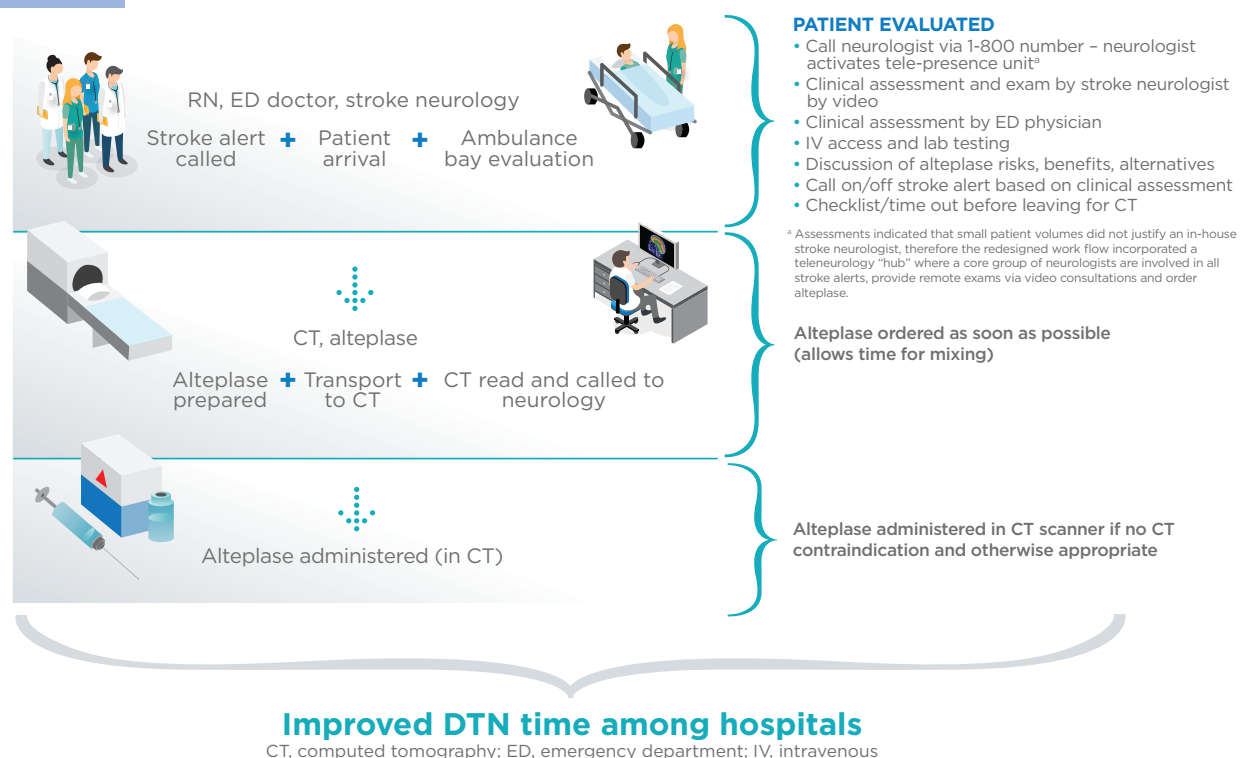 RN, ED doctor, stroke neurology
Stroke alert called + Patient arrival + Ambulance bay evaluation
PATIENT EVALUATED
• Call neurologist via 1-800 number – neurologist
activates tele-presence unitᵃ
• Clinical assessment and exam by stroke neurologist
by video
• Clinical assessment by ED physician
• IV access and lab testing
• Discussion of alteplase risks, benefits, alternatives
• Call on/off stroke alert based on clinical assessment
• Checklist/time out before leaving for CT
ᵃ Assessments indicated that small patient volumes did not justify an in-house
stroke neurologist, therefore the redesigned work flow incorporated a
teleneurology “hub” where a core group of neurologists are involved in all
stroke alerts, provide remote exams via video consultations and order
alteplase.
CT, alteplase
Alteplase prepared + Transport to CT + CT read and called to neurology
Alteplase ordered as soon as possible
(allows time for mixing)
Alteplase administered (in CT)
Alteplase administered in CT scanner if no CT
contraindication and otherwise appropriate
Improved DTN time among hospitals
CT, computed tomography; ED, emergency department; IV, intravenous